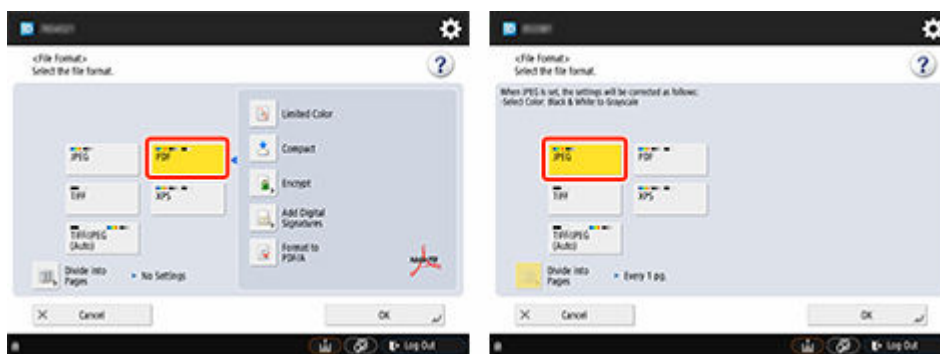 <File Format>
Select the file format.
JPEG
PDF
TIFF
XPS
TIFF/JPEG
(Auto)
Divide into
Pages
No Settings
Limited Color
Compact
Encrypt
Add Digital
Signatures
Format to
PDF/A
Cancel
OK
Log Out
<File Format>
Select the file format.
When JPEG is set, the settings will be corrected as follows:
Select Color: Black & White to Grayscale
JPEG
PDF
TIFF
XPS
TIFF/JPEG
(Auto)
Divide into
Pages
Every 1 pg.
Cancel
OK
Log Out